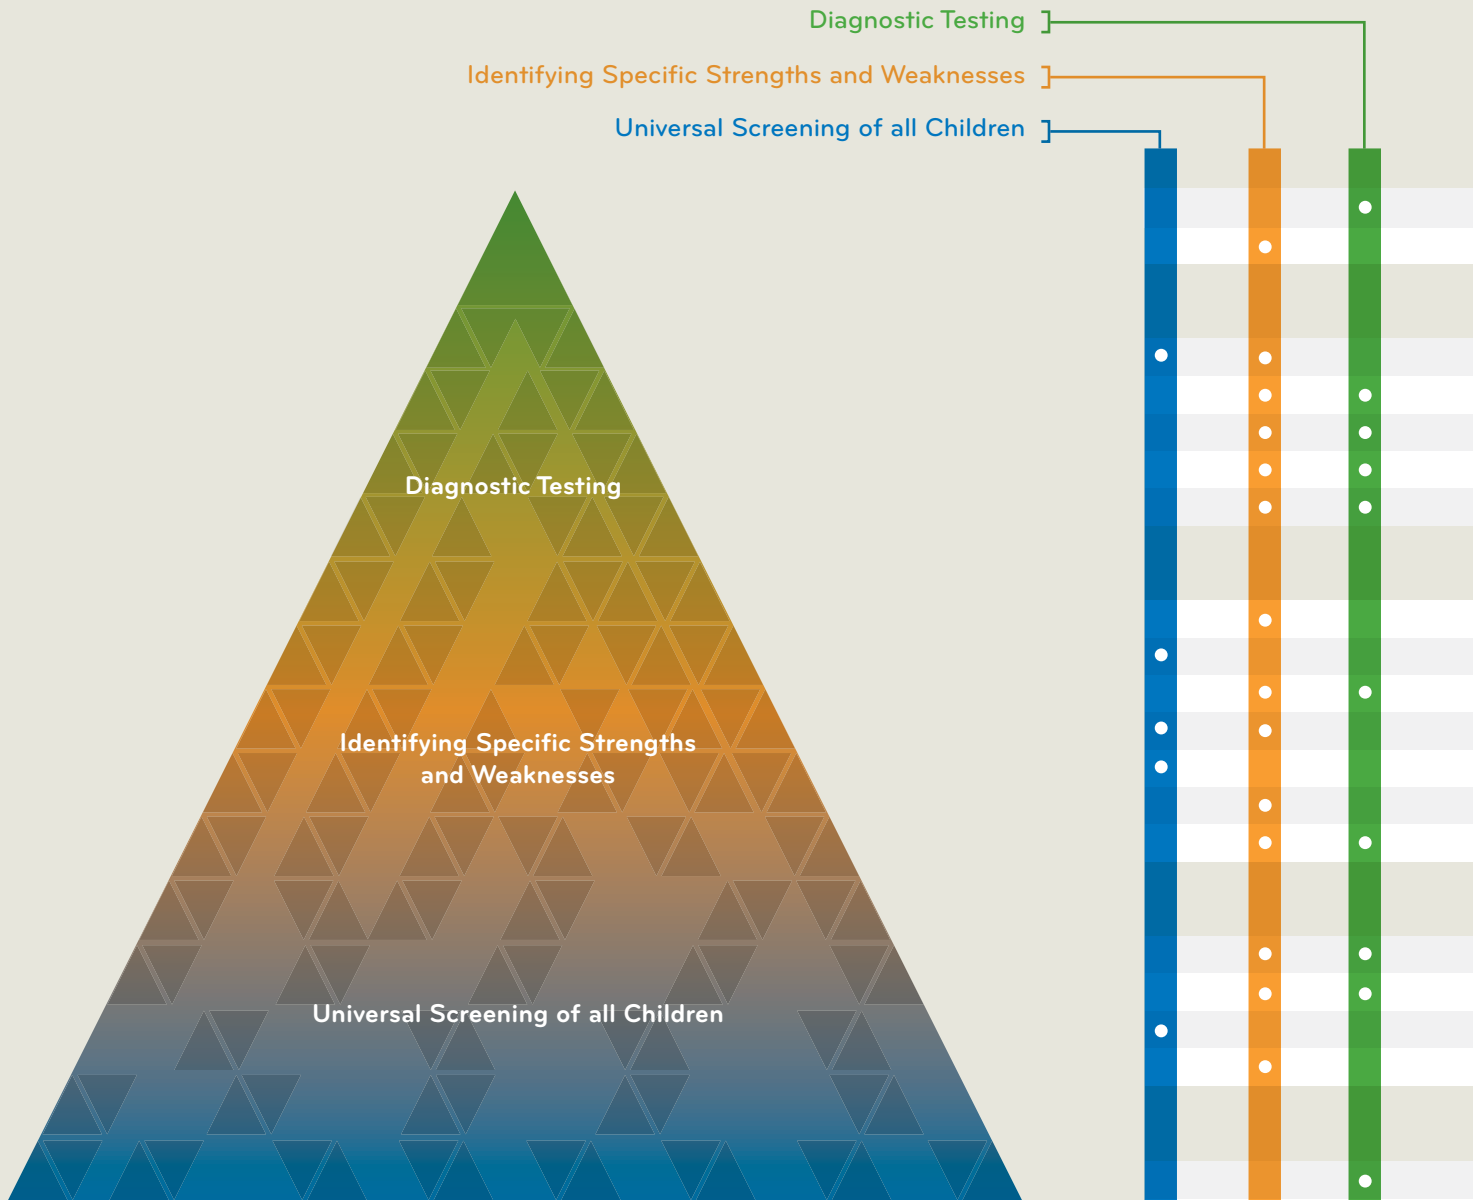 Diagnostic Testing
Identifying Specific Strengths and Weaknesses
Universal Screening of all Children
Diagnostic Testing
Identifying Specific Strengths
and Weaknesses
Universal Screening of all Children